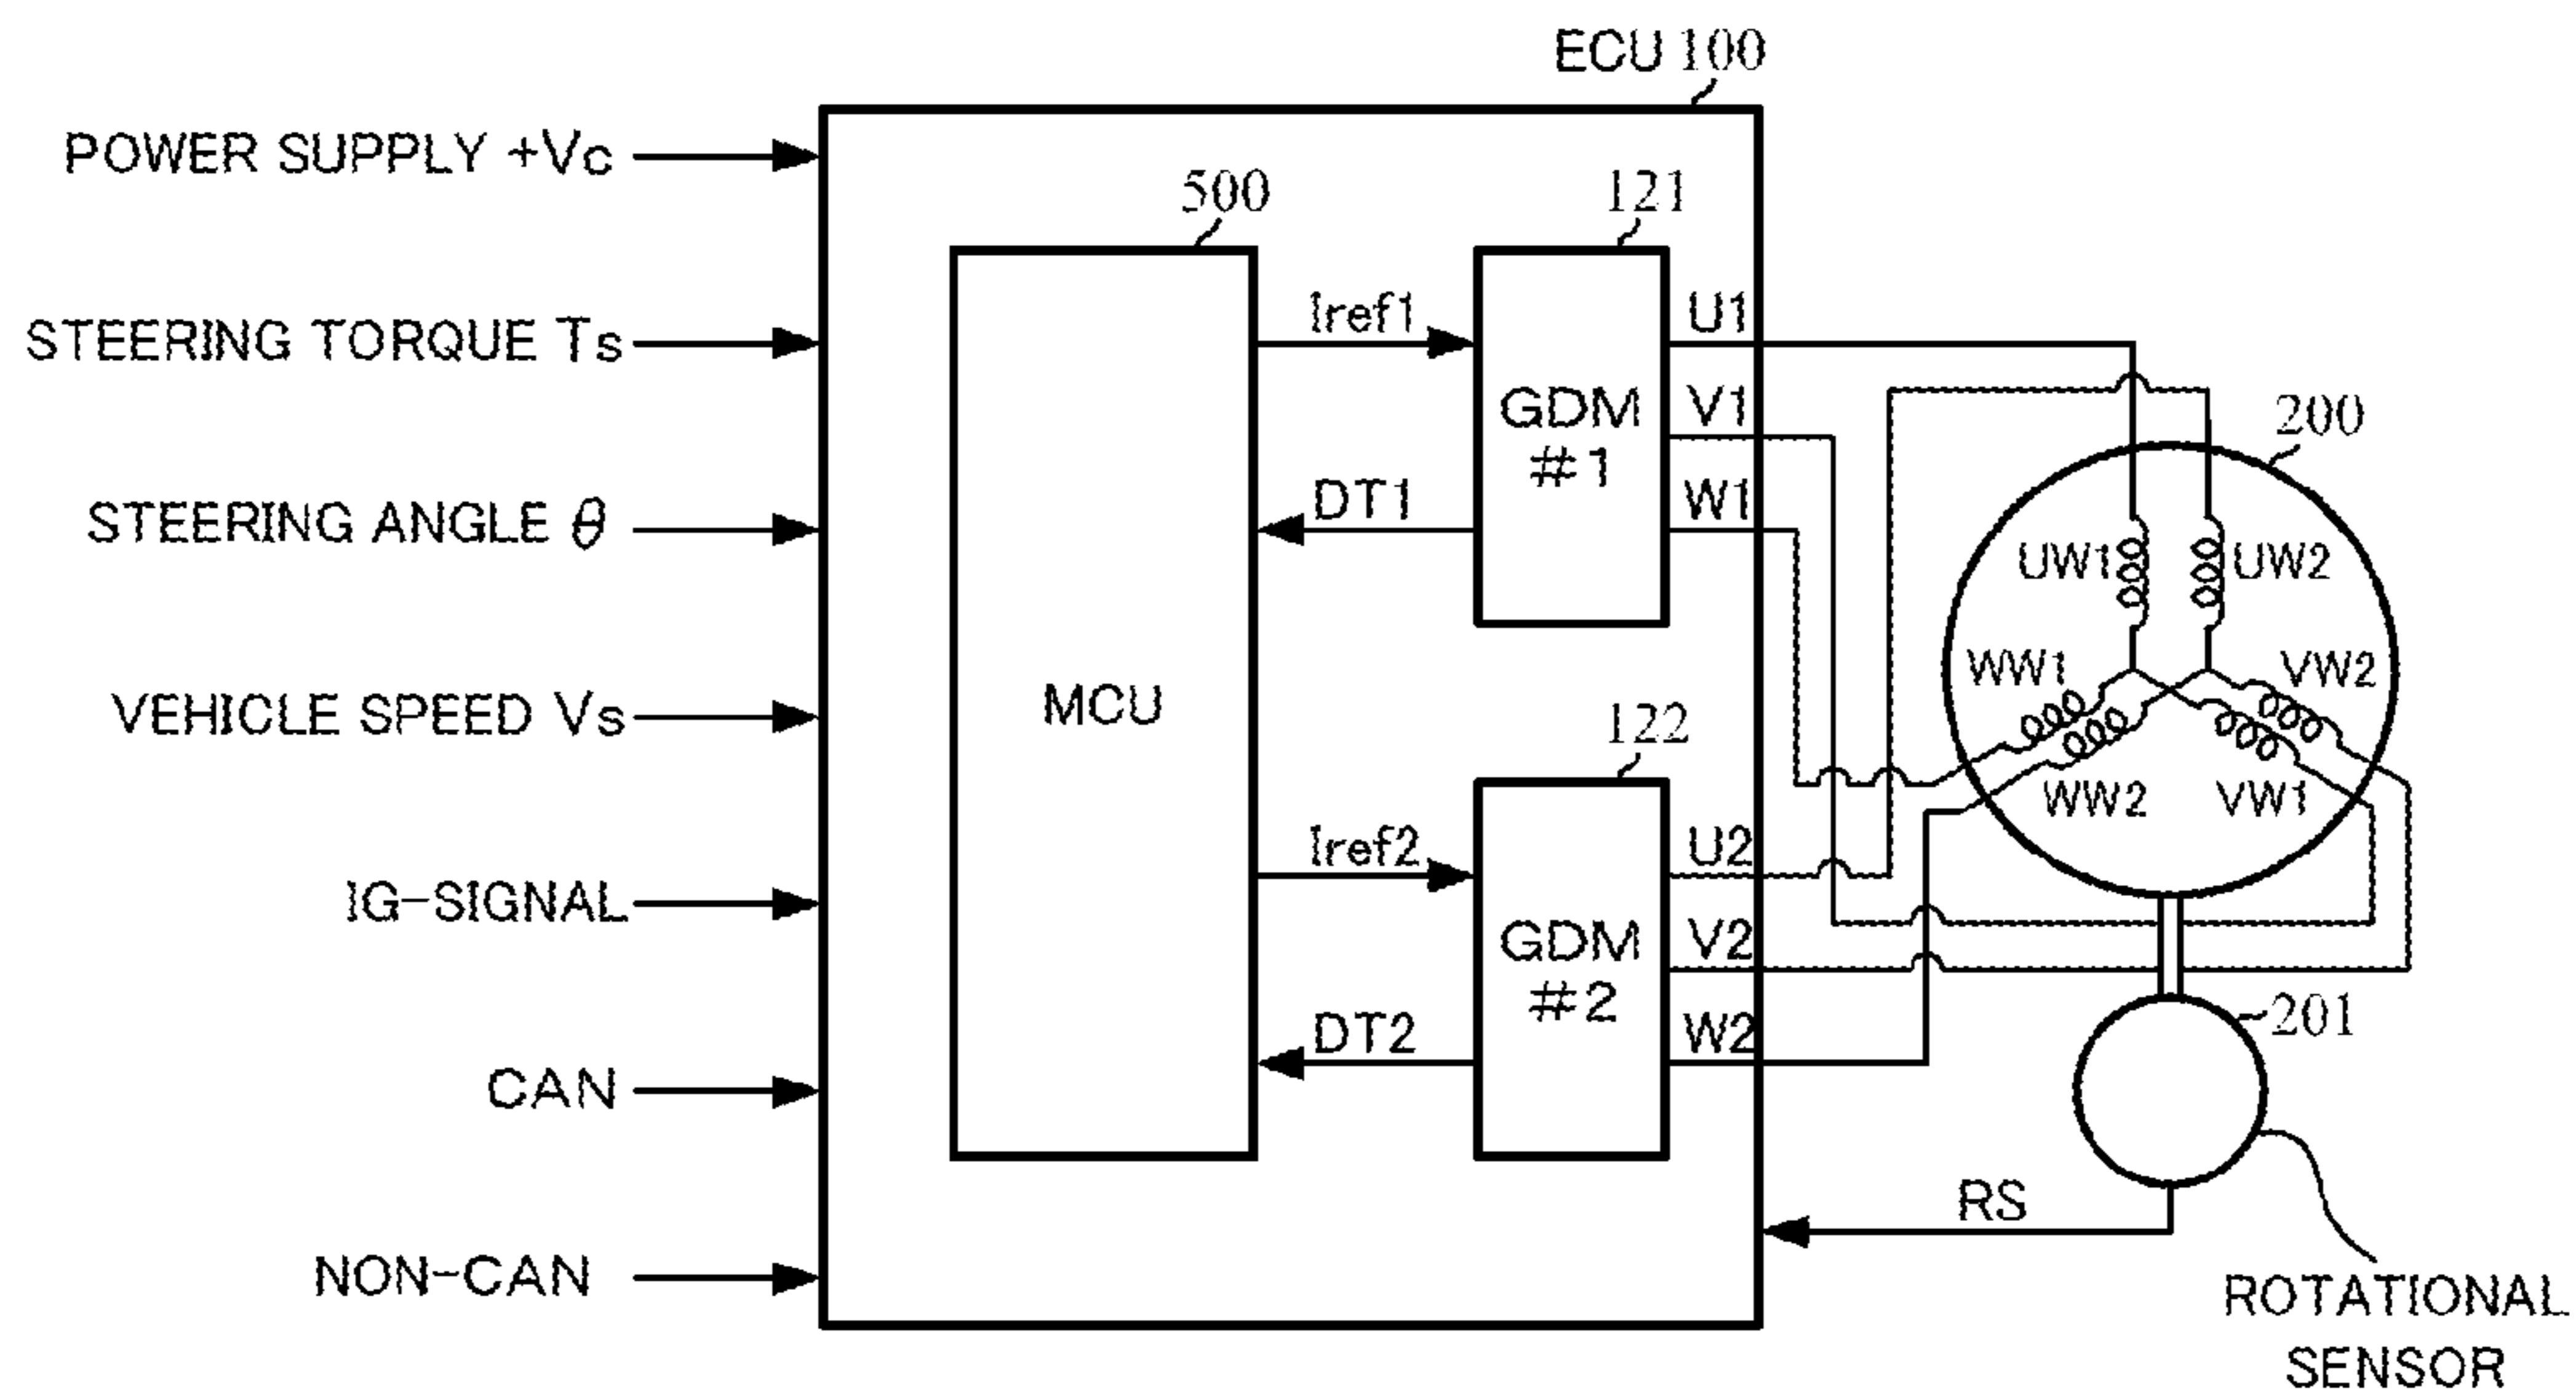 ECU 100
POWER SUPPLY +Vc
STEERING TORQUE Ts
STEERING ANGLE θ
VEHICLE SPEED Vs
IG-SIGNAL
CAN
NON-CAN
500
MCU
Iref1
DT1
Iref2
DT2
121
GDM
#1
U1
V1
W1
122
GDM
#2
U2
V2
W2
200
UW1
UW2
WW1
VW2
WW2
VW1
201
RS
ROTATIONAL
SENSOR